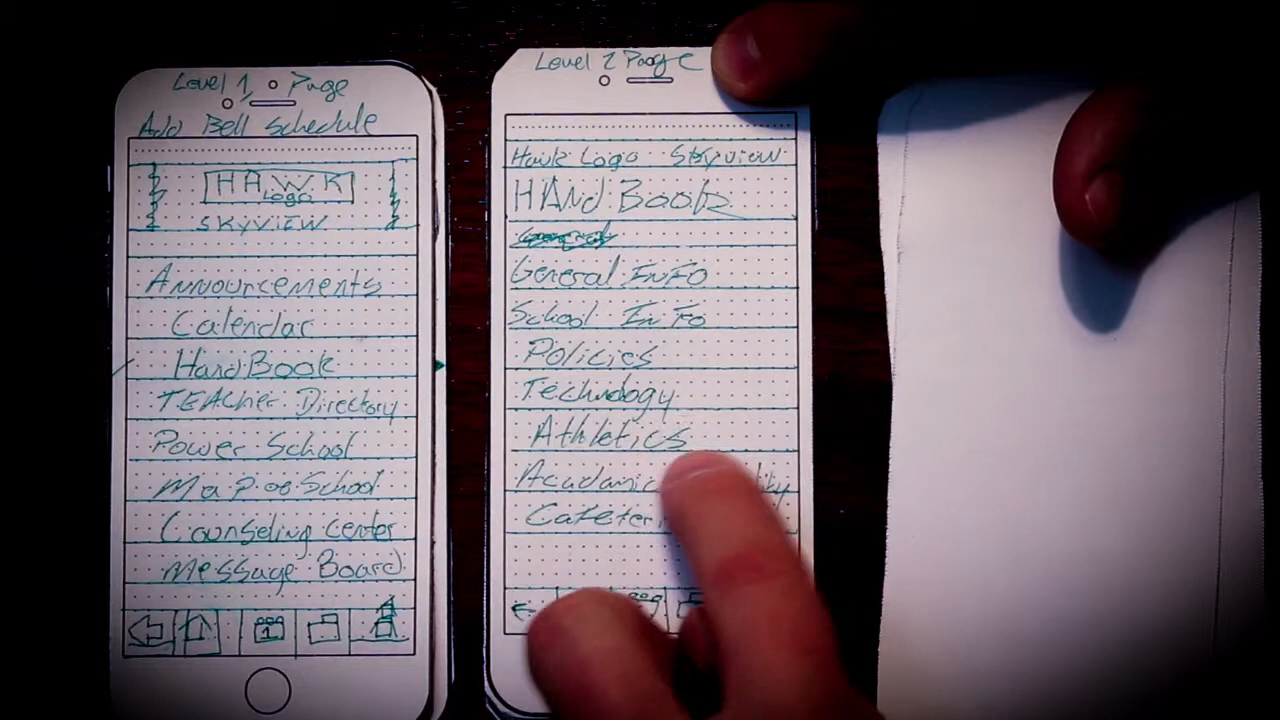 Level 1 Page
Add Bell Schedule
HAWK
Logo
SKYVIEW
Announcements
Calendar
HandBook
TEACher Directory
Power School
Map of School
Counseling center
Message Board
1
Level 2 Page
Hawk Logo Skyview
HANd Book
General InFo
School InFo
Policies
Technology
Athletics